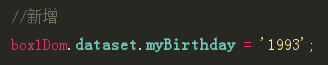 //新增
box1Dom.dataset.myBirthday = '1993';